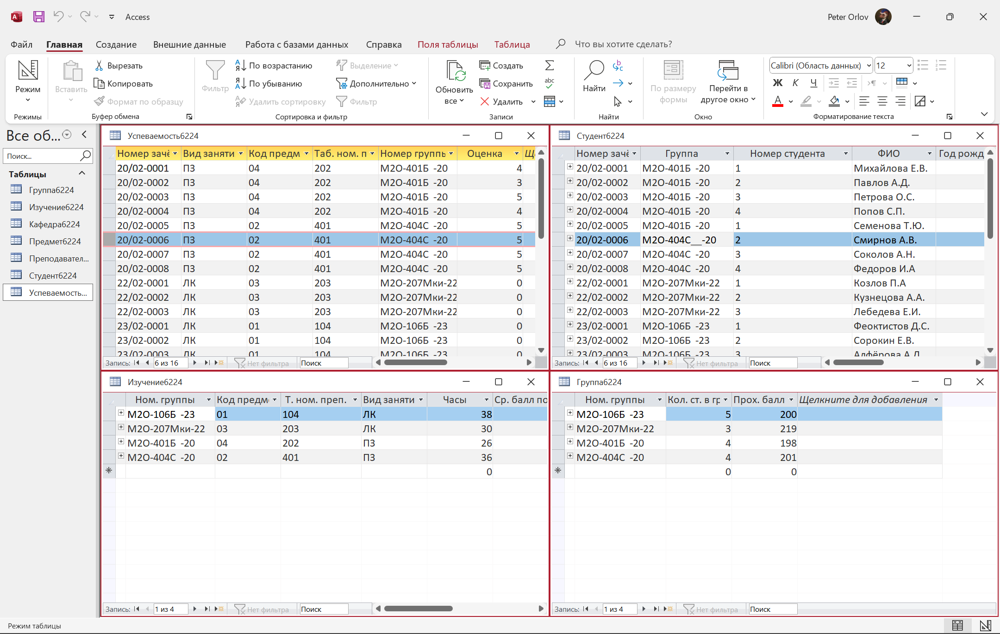 Access
Peter Orlov
Файл Главная Создание Внешние данные Работа с базами данных Справка Поля таблицы Таблица Что вы хотите сделать?
Режим
Режимы
Вставить
Вырезать
Копировать
Формат по образцу
Буфер обмена
Фильтр
По возрастанию
По убыванию
Удалить сортировку
Выделение
Дополнительно
Фильтр
Сортировка и фильтр
Обновить
все
Создать
Сохранить
Удалить
Записи
Найти
Найти
По размеру
формы
Перейти в
другое окно
Окно
Calibri (Область данных) 12
Ж К Ч
Форматирование текста
Все об...
Поиск...
Таблицы
Группа6224
Изучение6224
Кафедра6224
Предмет6224
Преподавател...
Студент6224
Успеваемость...
Успеваемость6224
Номер зачё Вид заняти Код предм Таб. ном. п Номер группы Оценка Щ
20/02-0001 ПЗ 04 202 М2О-401Б -20 4
20/02-0002 ПЗ 04 202 М2О-401Б -20 3
20/02-0003 ПЗ 04 202 М2О-401Б -20 5
20/02-0004 ПЗ 04 202 М2О-401Б -20 4
20/02-0005 ПЗ 02 401 М2О-404С -20 5
20/02-0006 ПЗ 02 401 М2О-404С -20 5
20/02-0007 ПЗ 02 401 М2О-404С -20 5
20/02-0008 ПЗ 02 401 М2О-404С -20 5
22/02-0001 ЛК 03 203 М2О-207Мки-22 0
22/02-0002 ЛК 03 203 М2О-207Мки-22 0
22/02-0003 ЛК 03 203 М2О-207Мки-22 0
23/02-0001 ЛК 01 104 М2О-106Б -23 0
23/02-0002 ЛК 01 104 М2О-106Б -23 0
23/02-0003 ЛК 01 104 М2О-106Б -23 0
Запись: 6 из 16 Нет фильтра Поиск
Студент6224
Номер зачё Группа Номер студента ФИО Год рожд
20/02-0001 М2О-401Б -20 1 Михайлова Е.В.
20/02-0002 М2О-401Б -20 2 Павлов А.Д.
20/02-0003 М2О-401Б -20 3 Петрова О.С.
20/02-0004 М2О-401Б -20 4 Попов С.П.
20/02-0005 М2О-401Б -20 1 Семенова Т.Ю.
20/02-0006 М2О-404С__-20 2 Смирнов А.В.
20/02-0007 М2О-404С -20 3 Соколов А.Н.
20/02-0008 М2О-404С -20 4 Федоров И.А
22/02-0001 М2О-207Мки-22 1 Козлов П.А
22/02-0002 М2О-207Мки-22 2 Кузнецова А.А.
22/02-0003 М2О-207Мки-22 3 Лебедева Е.И.
23/02-0001 М2О-106Б -23 1 Феоктистов Д.С.
23/02-0002 М2О-106Б -23 2 Сорокин Е.В.
23/02-0003 М2О-106Б -23 3 Алфёрова А.Д
Запись: 6 из 16 Нет фильтра Поиск
Изучение6224
Ном. группы Код предм Т. ном. преп. Вид заняти Часы Ср. балл по
М2О-106Б -23 01 104 ЛК 38
М2О-207Мки-22 03 203 ЛК 30
М2О-401Б -20 04 202 ПЗ 26
М2О-404С -20 02 401 ПЗ 36
0
Запись: 1 из 4 Нет фильтра Поиск
Группа6224
Ном. группы Кол. ст. в гр Прох. балл Щелкните для добавления
М2О-106Б -23 5 200
М2О-207Мки-22 3 219
М2О-401Б -20 4 198
М2О-404С -20 4 201
0 0
Запись: 1 из 4 Нет фильтра Поиск
Режим таблицы